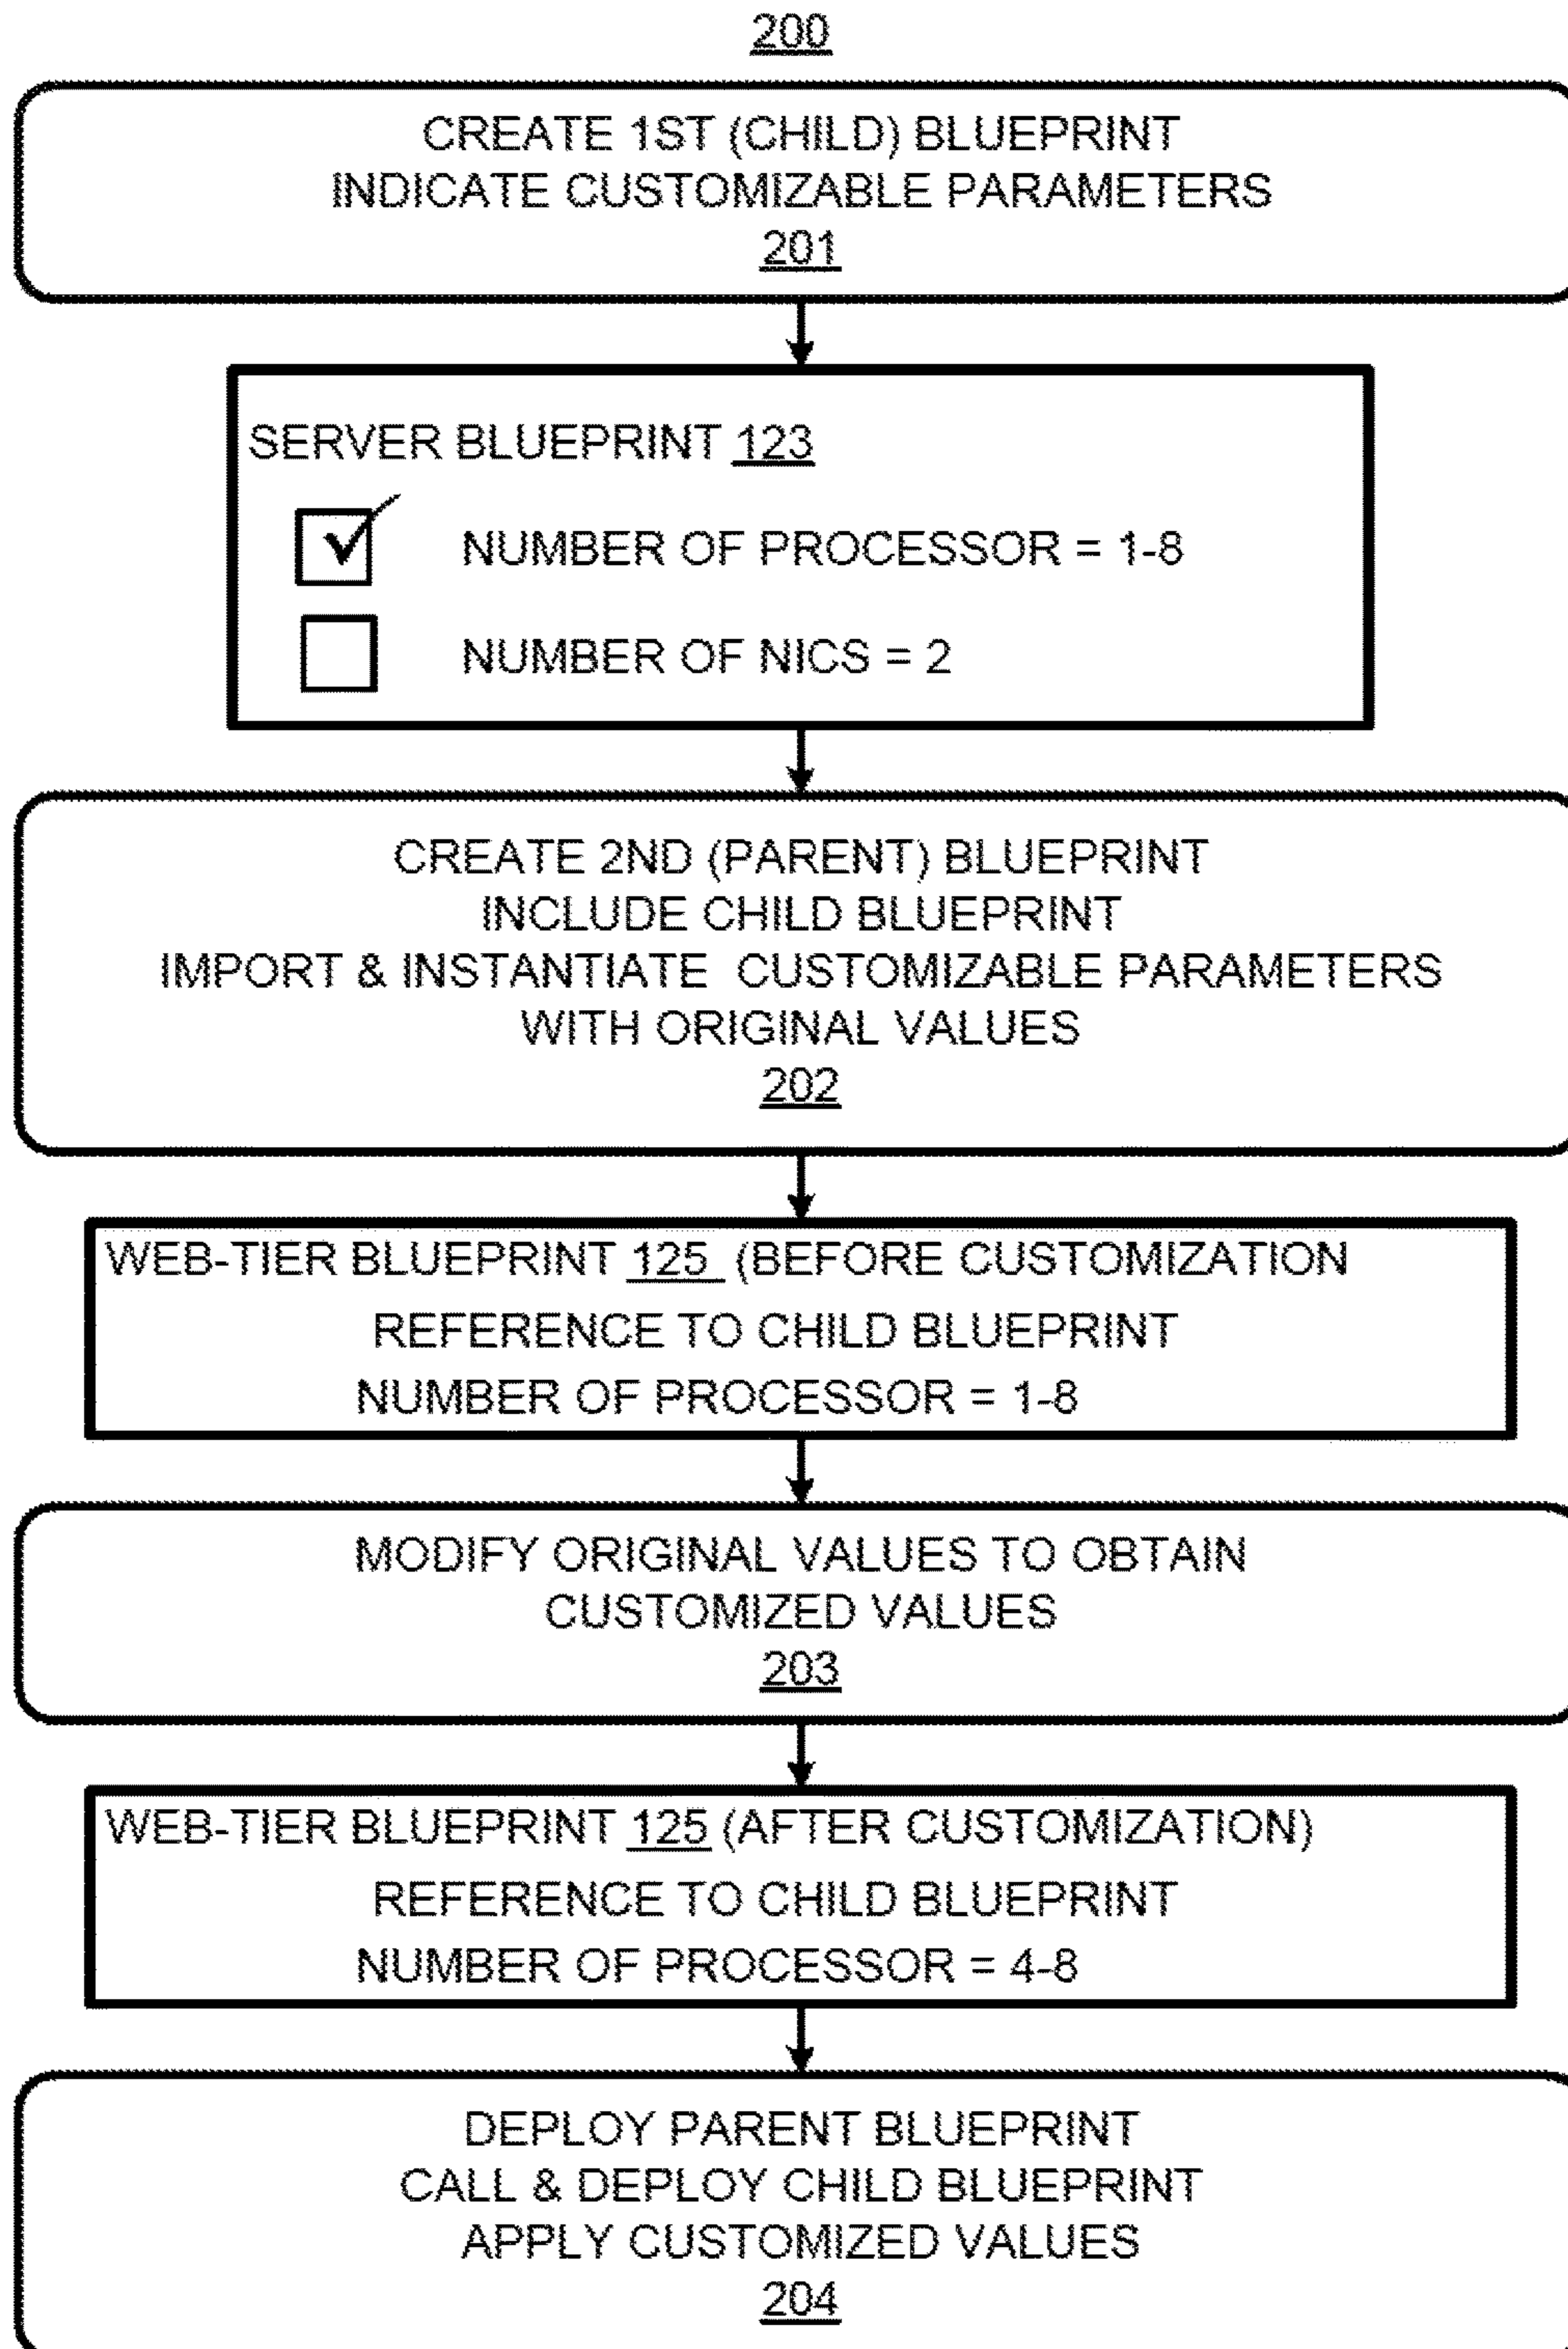 200
CREATE 1ST (CHILD) BLUEPRINT
INDICATE CUSTOMIZABLE PARAMETERS
201
SERVER BLUEPRINT 123
NUMBER OF PROCESSOR = 1-8
NUMBER OF NICS = 2
CREATE 2ND (PARENT) BLUEPRINT
INCLUDE CHILD BLUEPRINT
IMPORT & INSTANTIATE CUSTOMIZABLE PARAMETERS
WITH ORIGINAL VALUES
202
WEB-TIER BLUEPRINT 125 (BEFORE CUSTOMIZATION
REFERENCE TO CHILD BLUEPRINT
NUMBER OF PROCESSOR = 1-8
MODIFY ORIGINAL VALUES TO OBTAIN
CUSTOMIZED VALUES
203
WEB-TIER BLUEPRINT 125 (AFTER CUSTOMIZATION)
REFERENCE TO CHILD BLUEPRINT
NUMBER OF PROCESSOR = 4-8
DEPLOY PARENT BLUEPRINT
CALL & DEPLOY CHILD BLUEPRINT
APPLY CUSTOMIZED VALUES
204